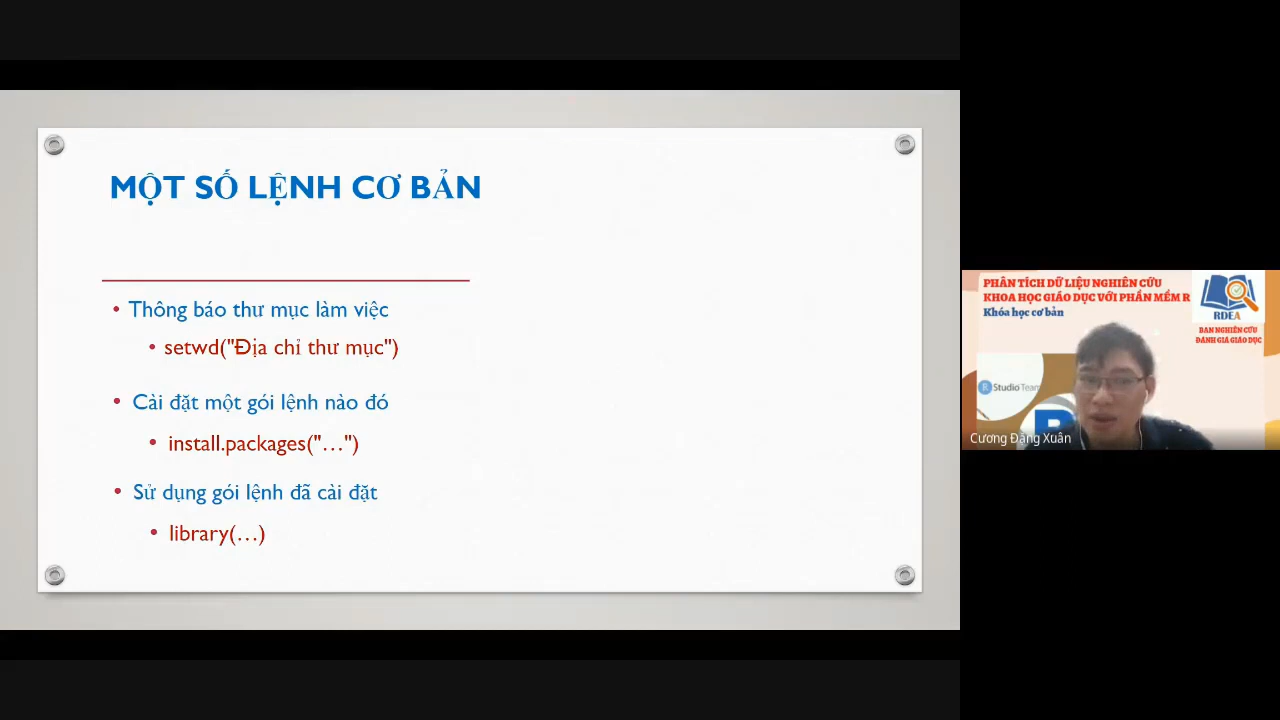 MỘT SỐ LỆNH CƠ BẢN
• Thông báo thư mục làm việc
• setwd("Địa chỉ thư mục")
• Cài đặt một gói lệnh nào đó
• install.packages("…")
• Sử dụng gói lệnh đã cài đặt
• library(…)
PHÂN TÍCH DỮ LIỆU NGHIÊN CỨU
KHOA HỌC GIÁO DỤC VỚI PHẦN MỀM R
Khóa học cơ bản
RDEA
BAN NGHIÊN CỨU
ĐÁNH GIÁ GIÁO DỤC
R Studio Team
R
Cương Đặng Xuân